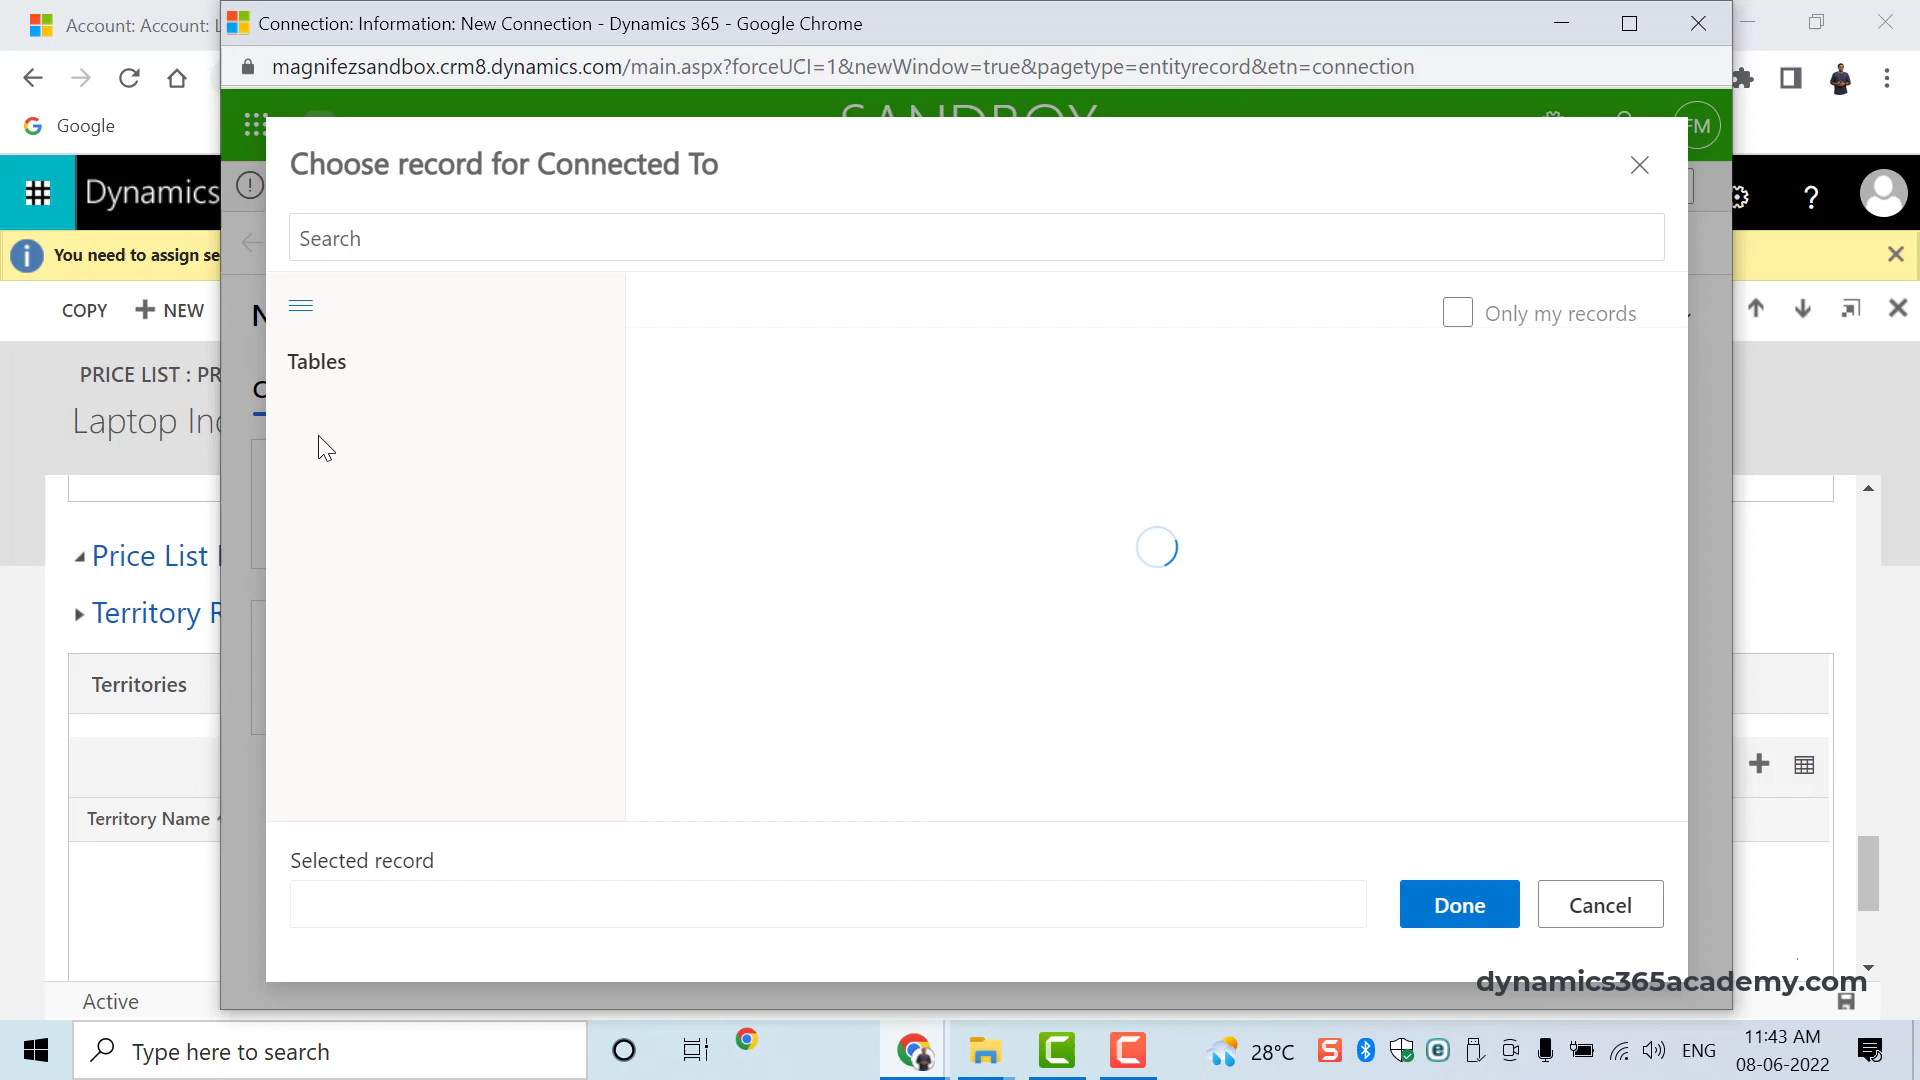 Account: Account: L
Connection: Information: New Connection - Dynamics 365 - Google Chrome
magnifezsandbox.crm8.dynamics.com/main.aspx?forceUCI=1&newWindow=true&pagetype=entityrecord&etn=connection
Google
SANDBOX
FM
Dynamics
?
Choose record for Connected To
Search
You need to assign se
COPY
NEW
Only my records
Tables
PRICE LIST : PR
Laptop Inc
Price List
Territory R
Territories
Territory Name
Selected record
Done
Cancel
dynamics365academy.com
Active
Type here to search
28°C
ENG
11:43 AM
08-06-2022